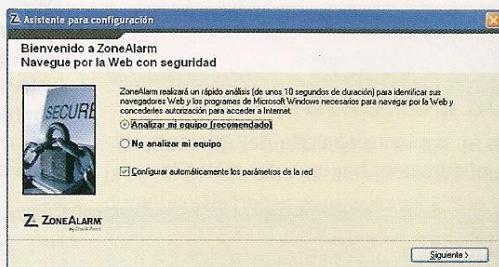 Asistente para configuración
Bienvenido a ZoneAlarm
Navegue por la Web con seguridad
ZoneAlarm realizará un rápido análisis (de unos 10 segundos de duración) para identificar sus
navegadores Web y los programas de Microsoft Windows necesarios para navegar por la Web y
concederles autorización para acceder a Internet.
Analizar mi equipo (recomendado)
No analizar mi equipo
Configurar automáticamente los parámetros de la red
SECURE
Z ZONEALARM
by Check Point
Siguiente >